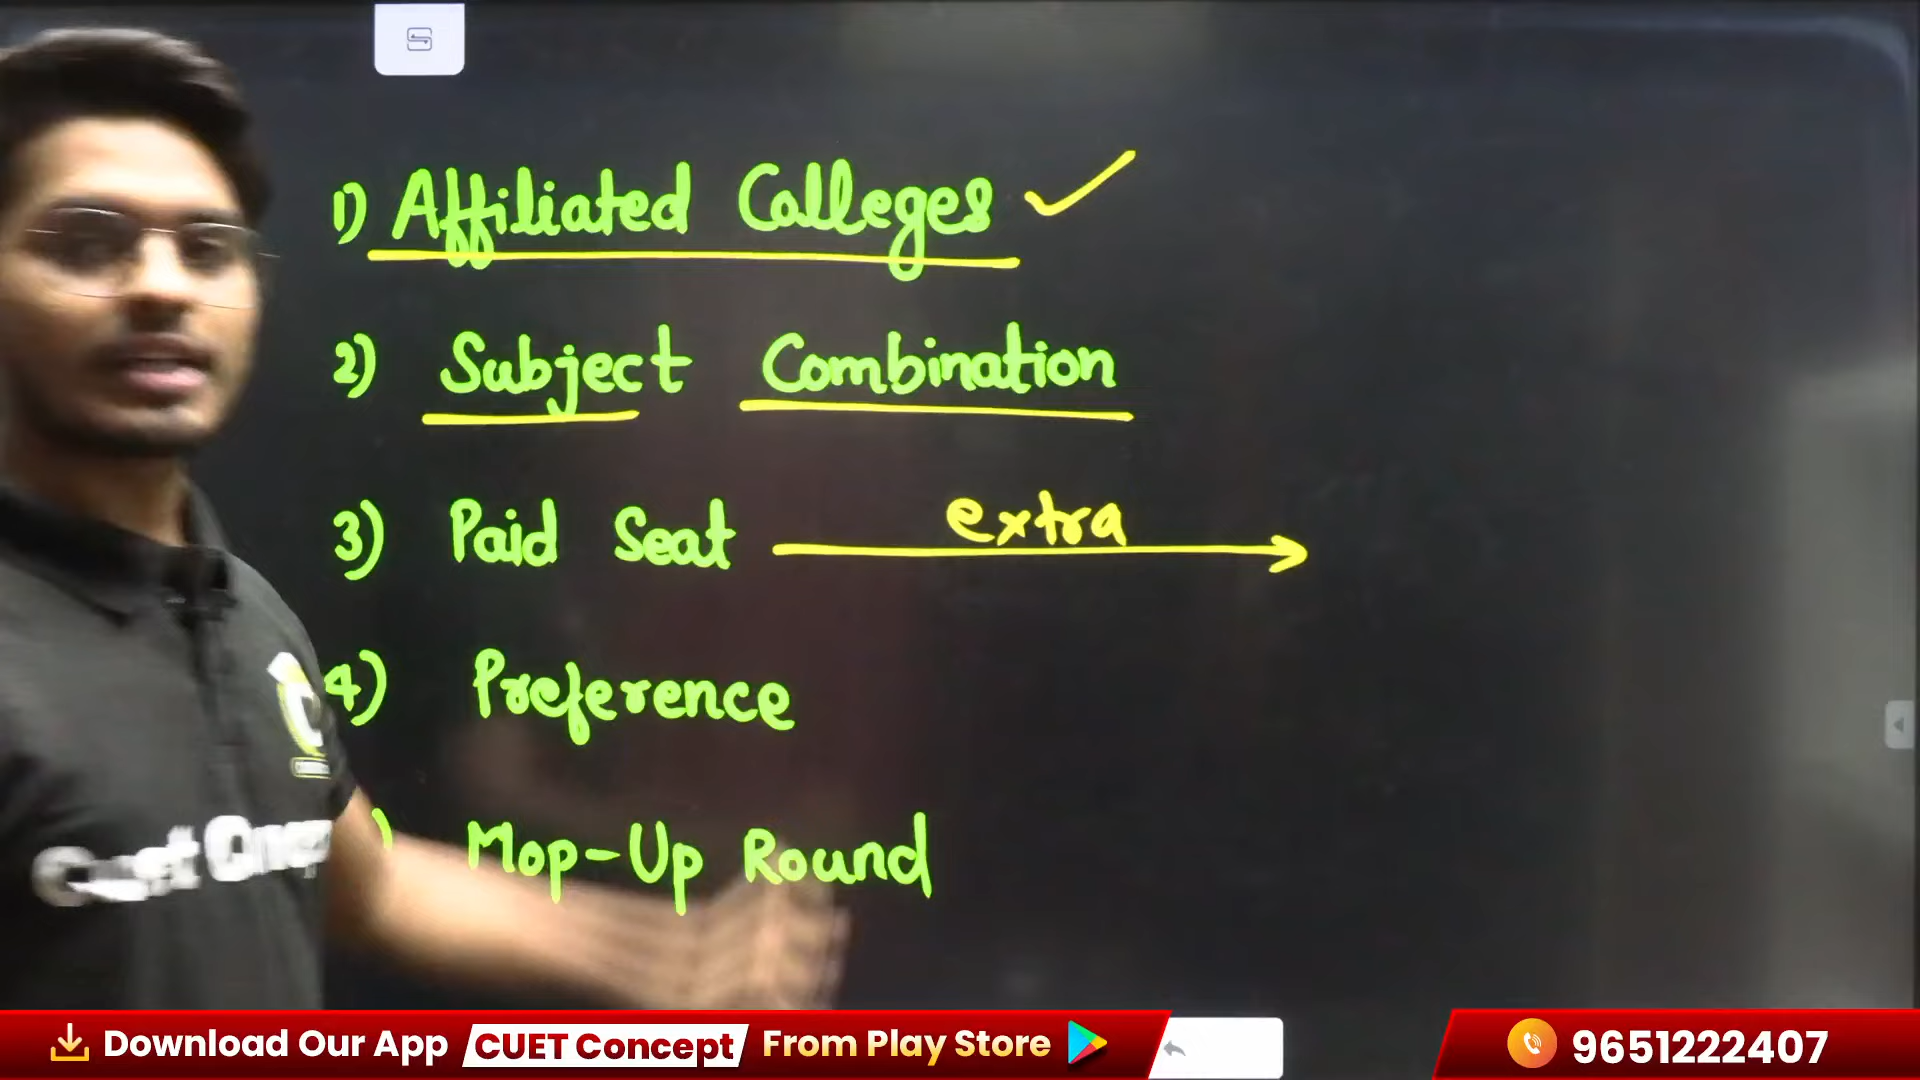 1) Affiliated Colleges ✓
2) Subject Combination
3) Paid Seat extra →
4) Preference
) Mop-Up Round
Cuet
Download Our App CUET Concept From Play Store
9651222407